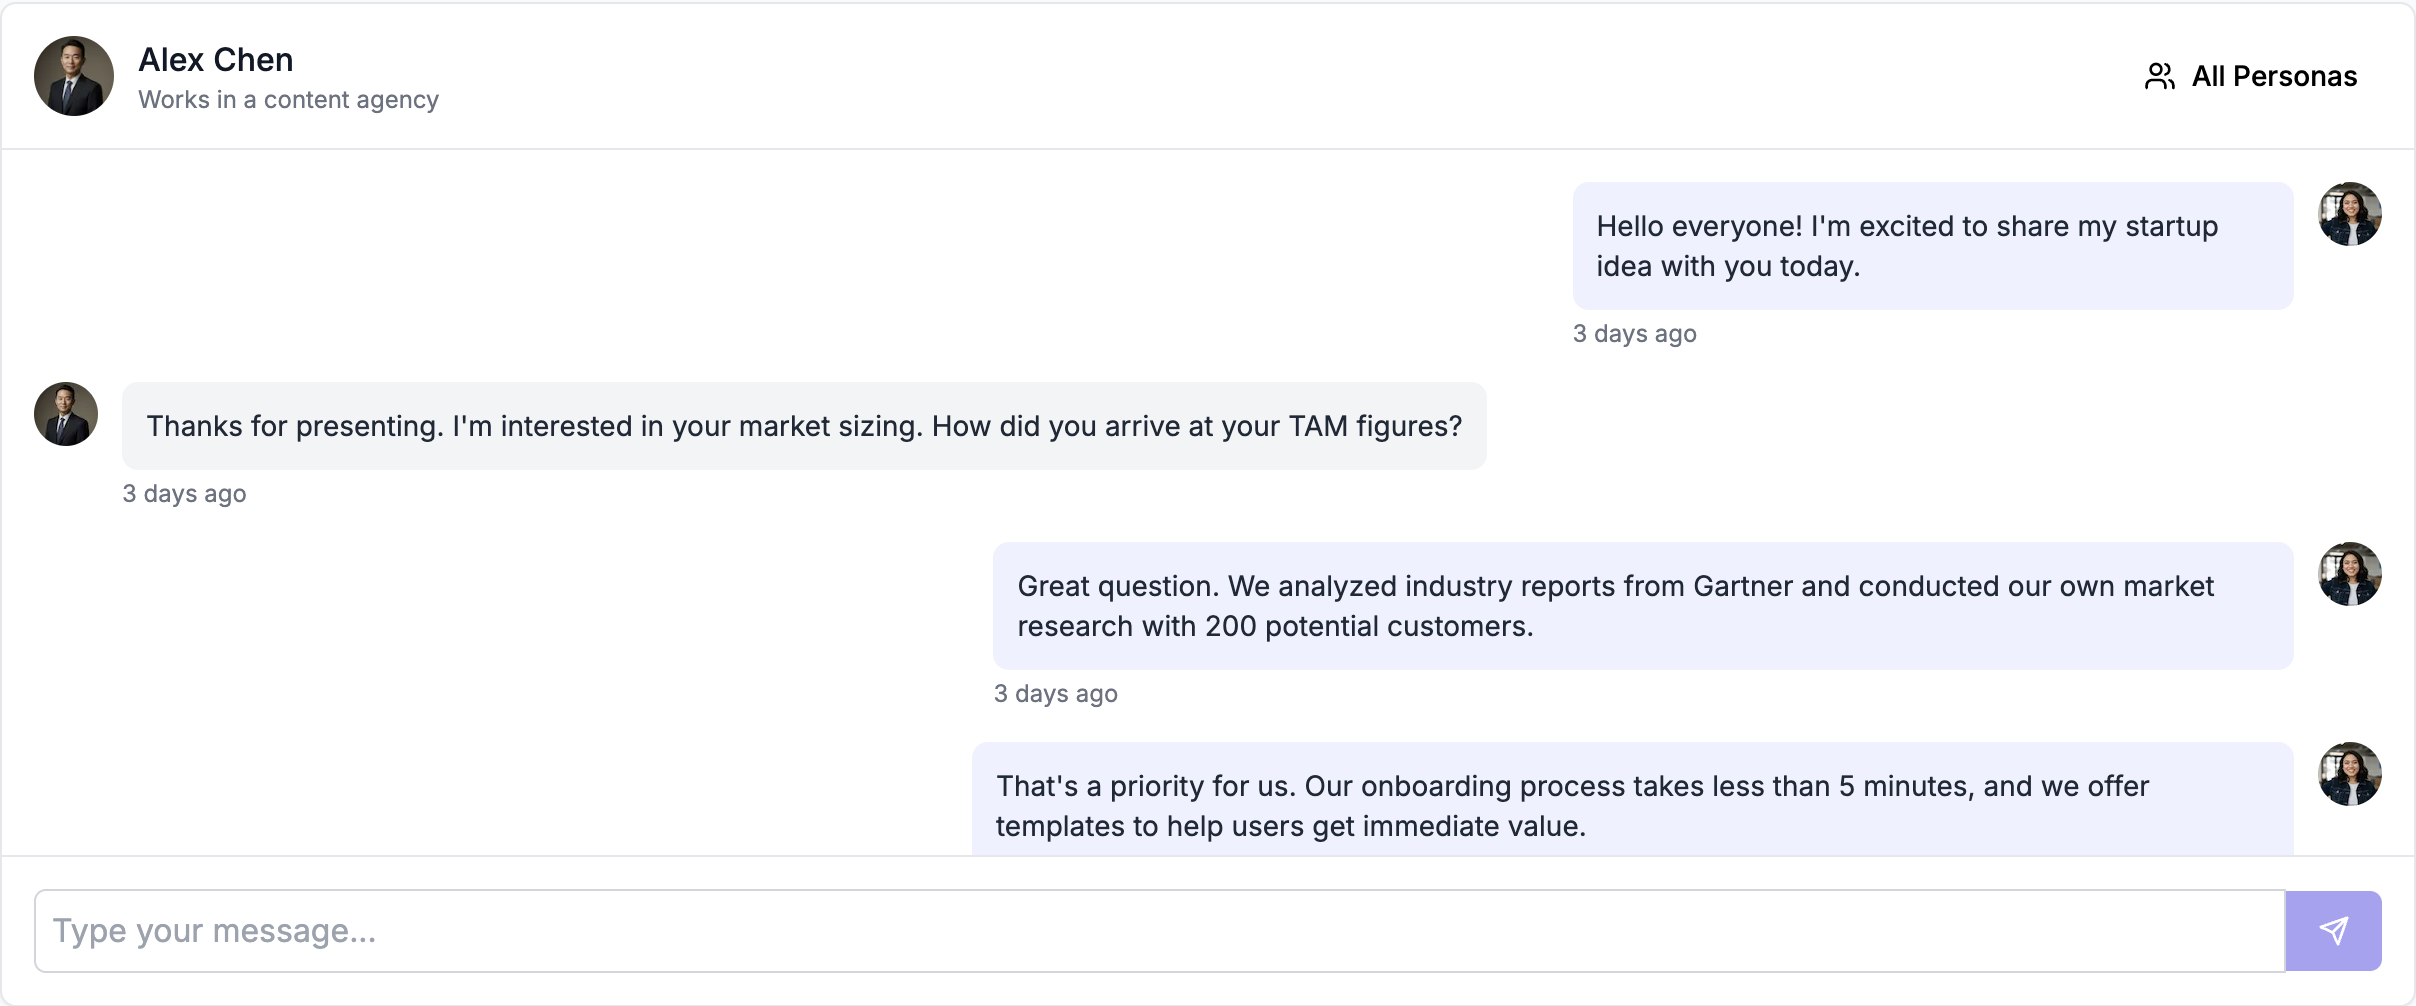 Alex Chen
Works in a content agency
All Personas
Hello everyone! I'm excited to share my startup
idea with you today.
3 days ago
Thanks for presenting. I'm interested in your market sizing. How did you arrive at your TAM figures?
3 days ago
Great question. We analyzed industry reports from Gartner and conducted our own market
research with 200 potential customers.
3 days ago
That's a priority for us. Our onboarding process takes less than 5 minutes, and we offer
templates to help users get immediate value.
Type your message...